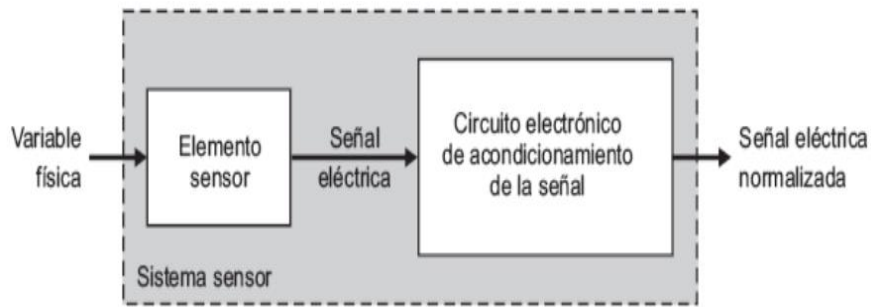 Variable
física
Elemento
sensor
Señal
eléctrica
Circuito electrónico
de acondicionamiento
de la señal
Señal eléctrica
normalizada
Sistema sensor